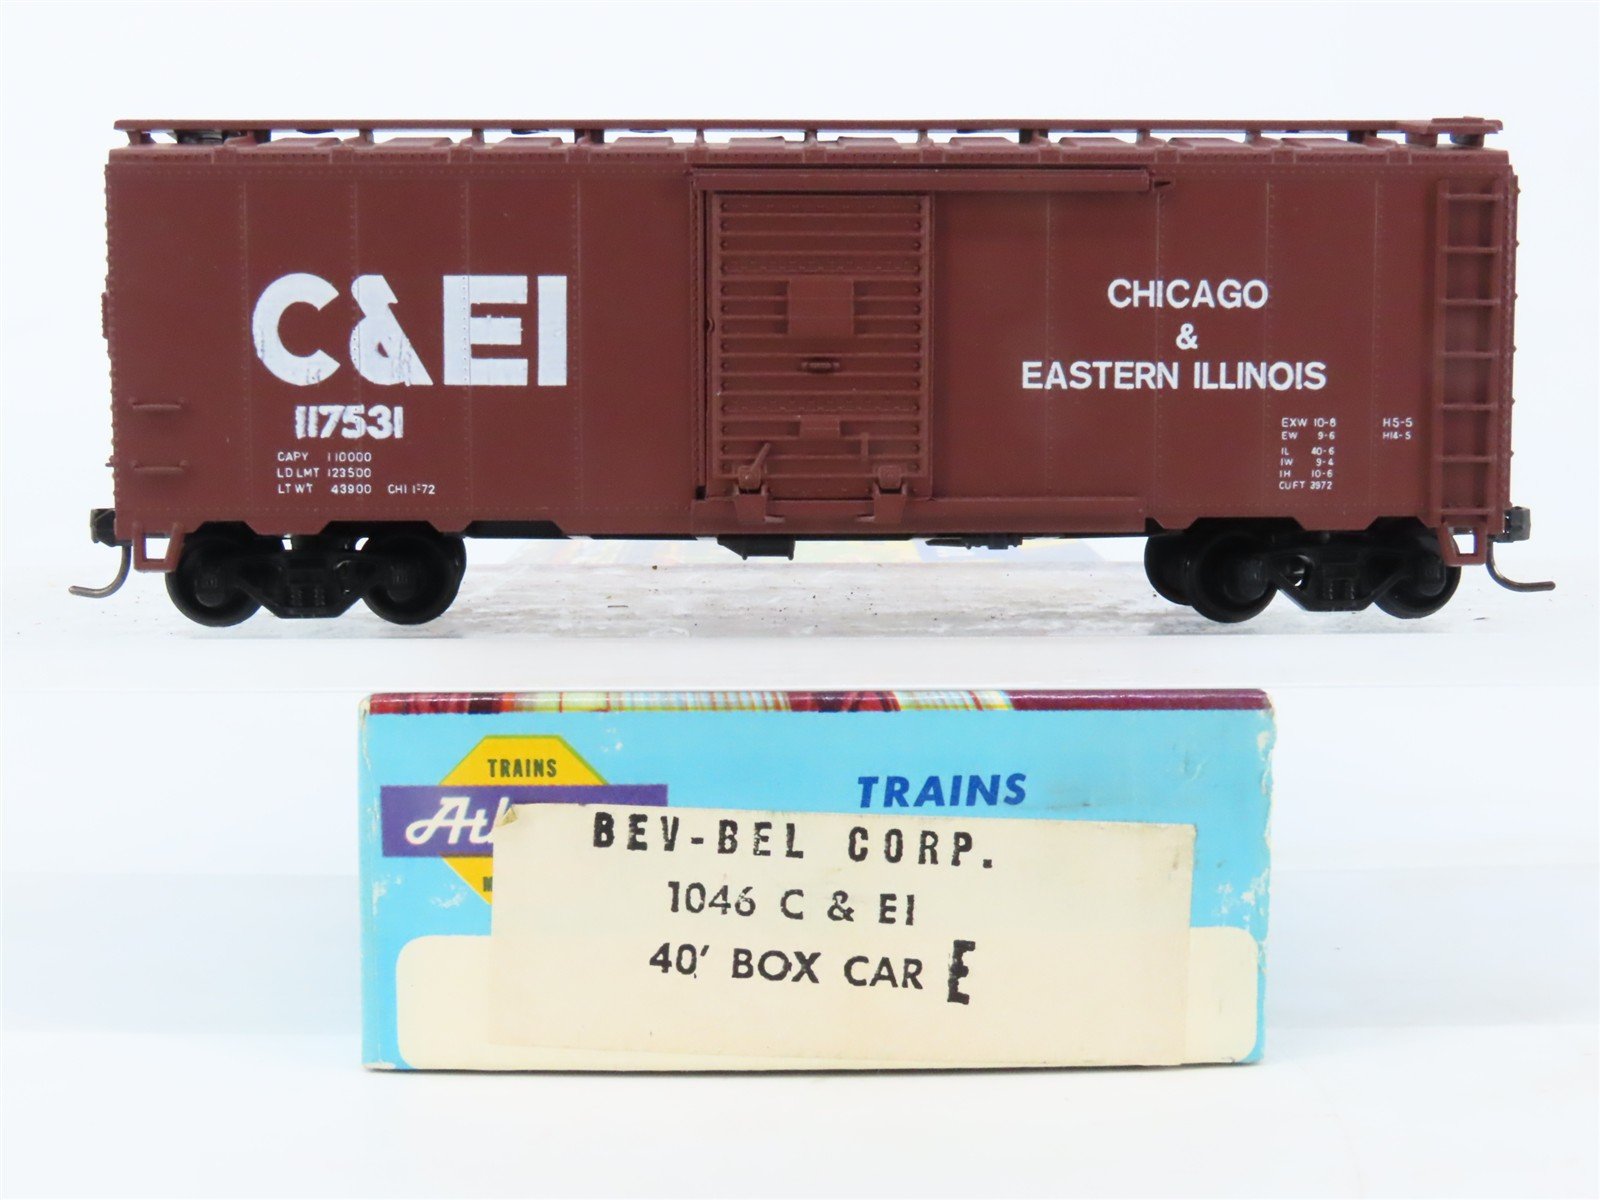 C&EI
117531
CAPY 110000
LD LMT 123500
LT WT 43900 CHI 1-72
CHICAGO
&
EASTERN ILLINOIS
EXW 10-8 H 5-5
EW 9-6 H14-5
IL 40-6
IW 9-4
IH 10-6
CUFT 3972
TRAINS
TRAINS
BEV-BEL CORP.
1046 C & EI
40' BOX CAR E